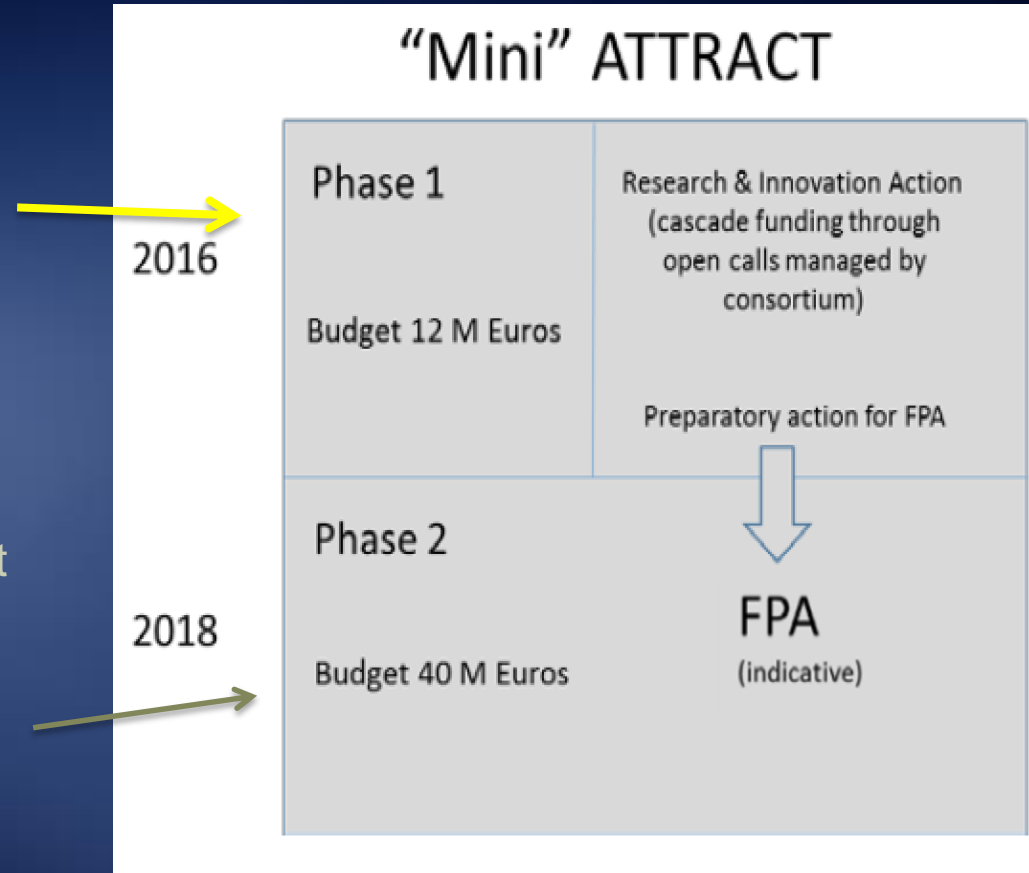 “Mini” ATTRACT
Phase 1
Research & Innovation Action
(cascade funding through
open calls managed by
consortium)
2016
Budget 12 M Euros
Preparatory action for FPA
Phase 2
t
2018
FPA
Budget 40 M Euros
(indicative)